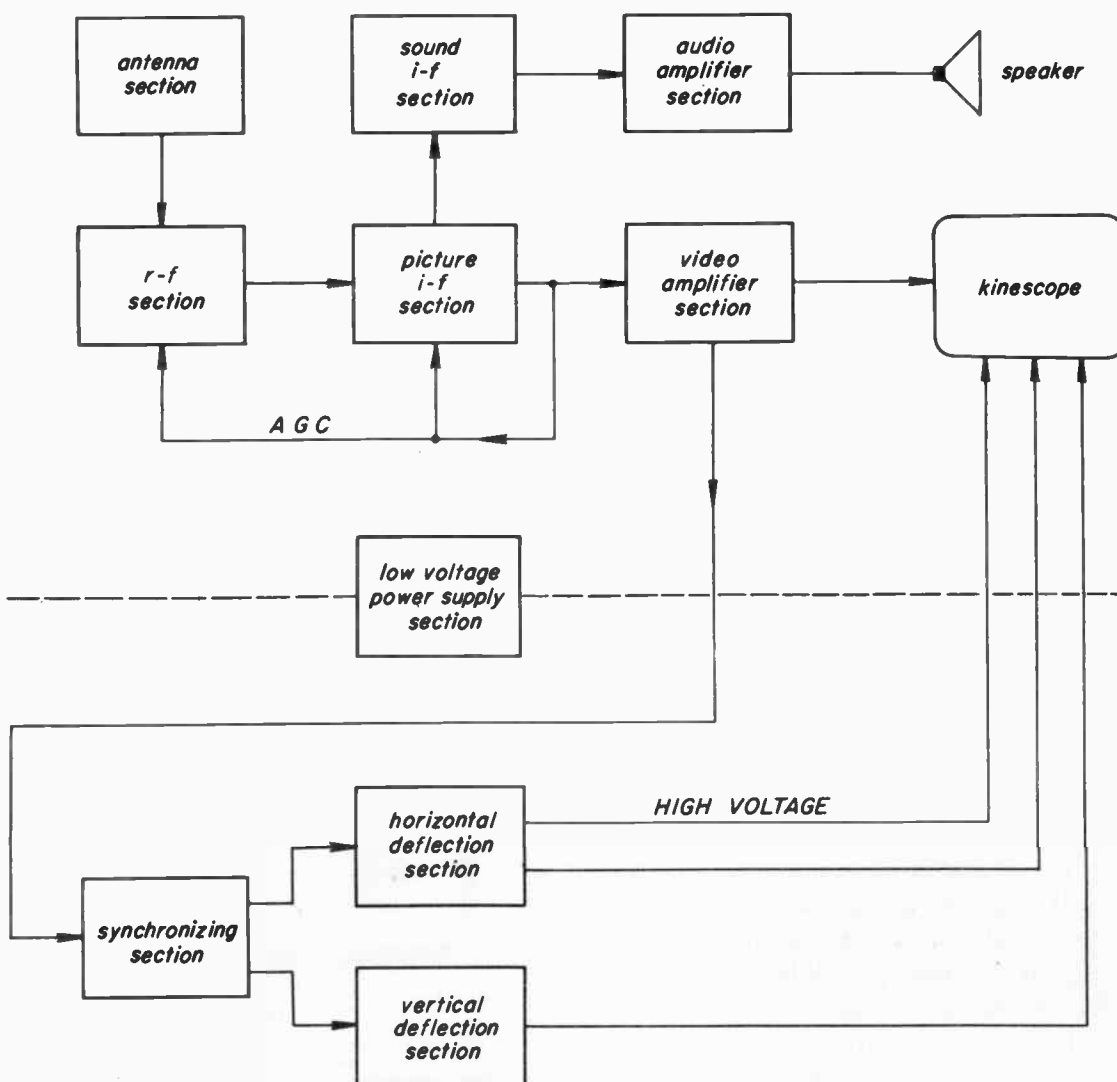 antenna
section
sound
i-f
section
audio
amplifier
section
speaker
r-f
section
picture
i-f
section
video
amplifier
section
kinescope
AGC
low voltage
power supply
section
horizontal
deflection
section
HIGH VOLTAGE
synchronizing
section
vertical
deflection
section